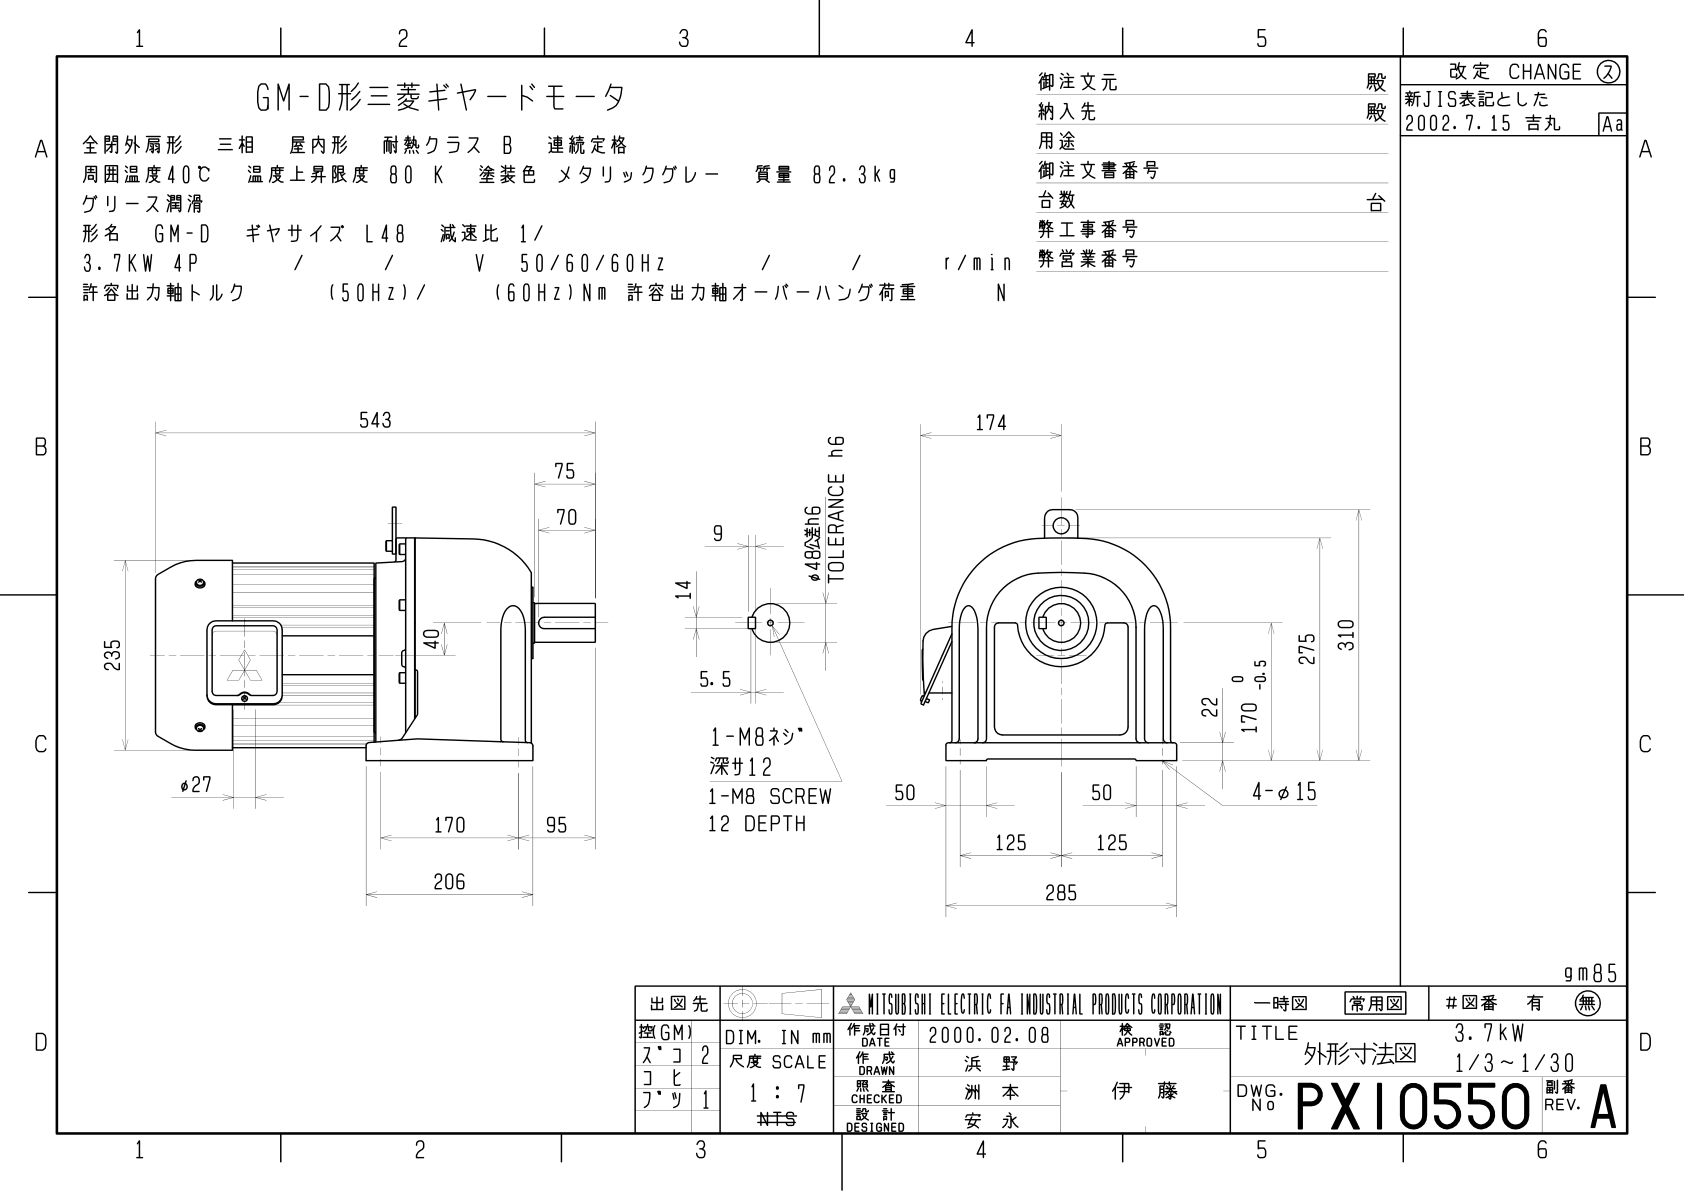 1 2 3 4 5 6
A
B
C
D
GM-D形三菱ギヤードモータ
全閉外扇形 三相 屋内形 耐熱クラス B 連続定格
周囲温度40℃ 温度上昇限度 80 K 塗装色 メタリックグレー 質量 82.3kg
グリース潤滑
形名 GM-D ギヤサイズ L48 減速比 1/
3.7KW 4P / / V 50/60/60Hz / / r/min
許容出力軸トルク (50Hz)/ (60Hz)Nm 許容出力軸オーバーハング荷重 N
御注文元 殿
納入先 殿
用途
御注文書番号
台数 台
弊工事番号
弊営業番号
改定 CHANGE ス
新JIS表記とした
2002.7.15 吉丸 Aa
A
B
C
D
543
75
70
235
40
φ27
170 95
206
9
14
5.5
φ48公差h6
TOLERANCE h6
1-M8ネジ
深サ12
1-M8 SCREW
12 DEPTH
174
310
275
170 0 -0.5
22
50 50
4-φ15
125 125
285
gm85
出図先
控(GM)
ズコ 2
コヒ
ブツ 1
DIM. IN mm
尺度 SCALE
1 : 7
NTS
MITSUBISHI ELECTRIC FA INDUSTRIAL PRODUCTS CORPORATION
作成日付 DATE 2000.02.08
作成 DRAWN 浜野
照査 CHECKED 洲本
設計 DESIGNED 安永
検認 APPROVED
伊藤
一時図 常用図 #図番 有 無
TITLE 3.7kW
外形寸法図 1/3~1/30
DWG. No PX10550 副番 REV. A
1 2 3 4 5 6